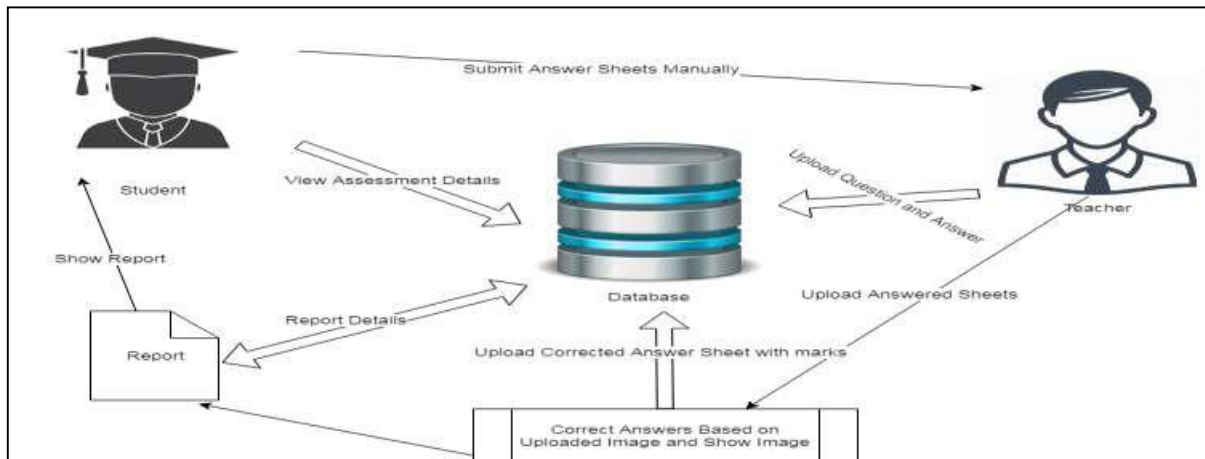 Submit Answer Sheets Manually
Student
View Assessment Details
Upload Question and Answer
Teacher
Show Report
Database
Upload Answered Sheets
Report Details
Report
Upload Corrected Answer Sheet with marks
Correct Answers Based on
Uploaded Image and Show Image